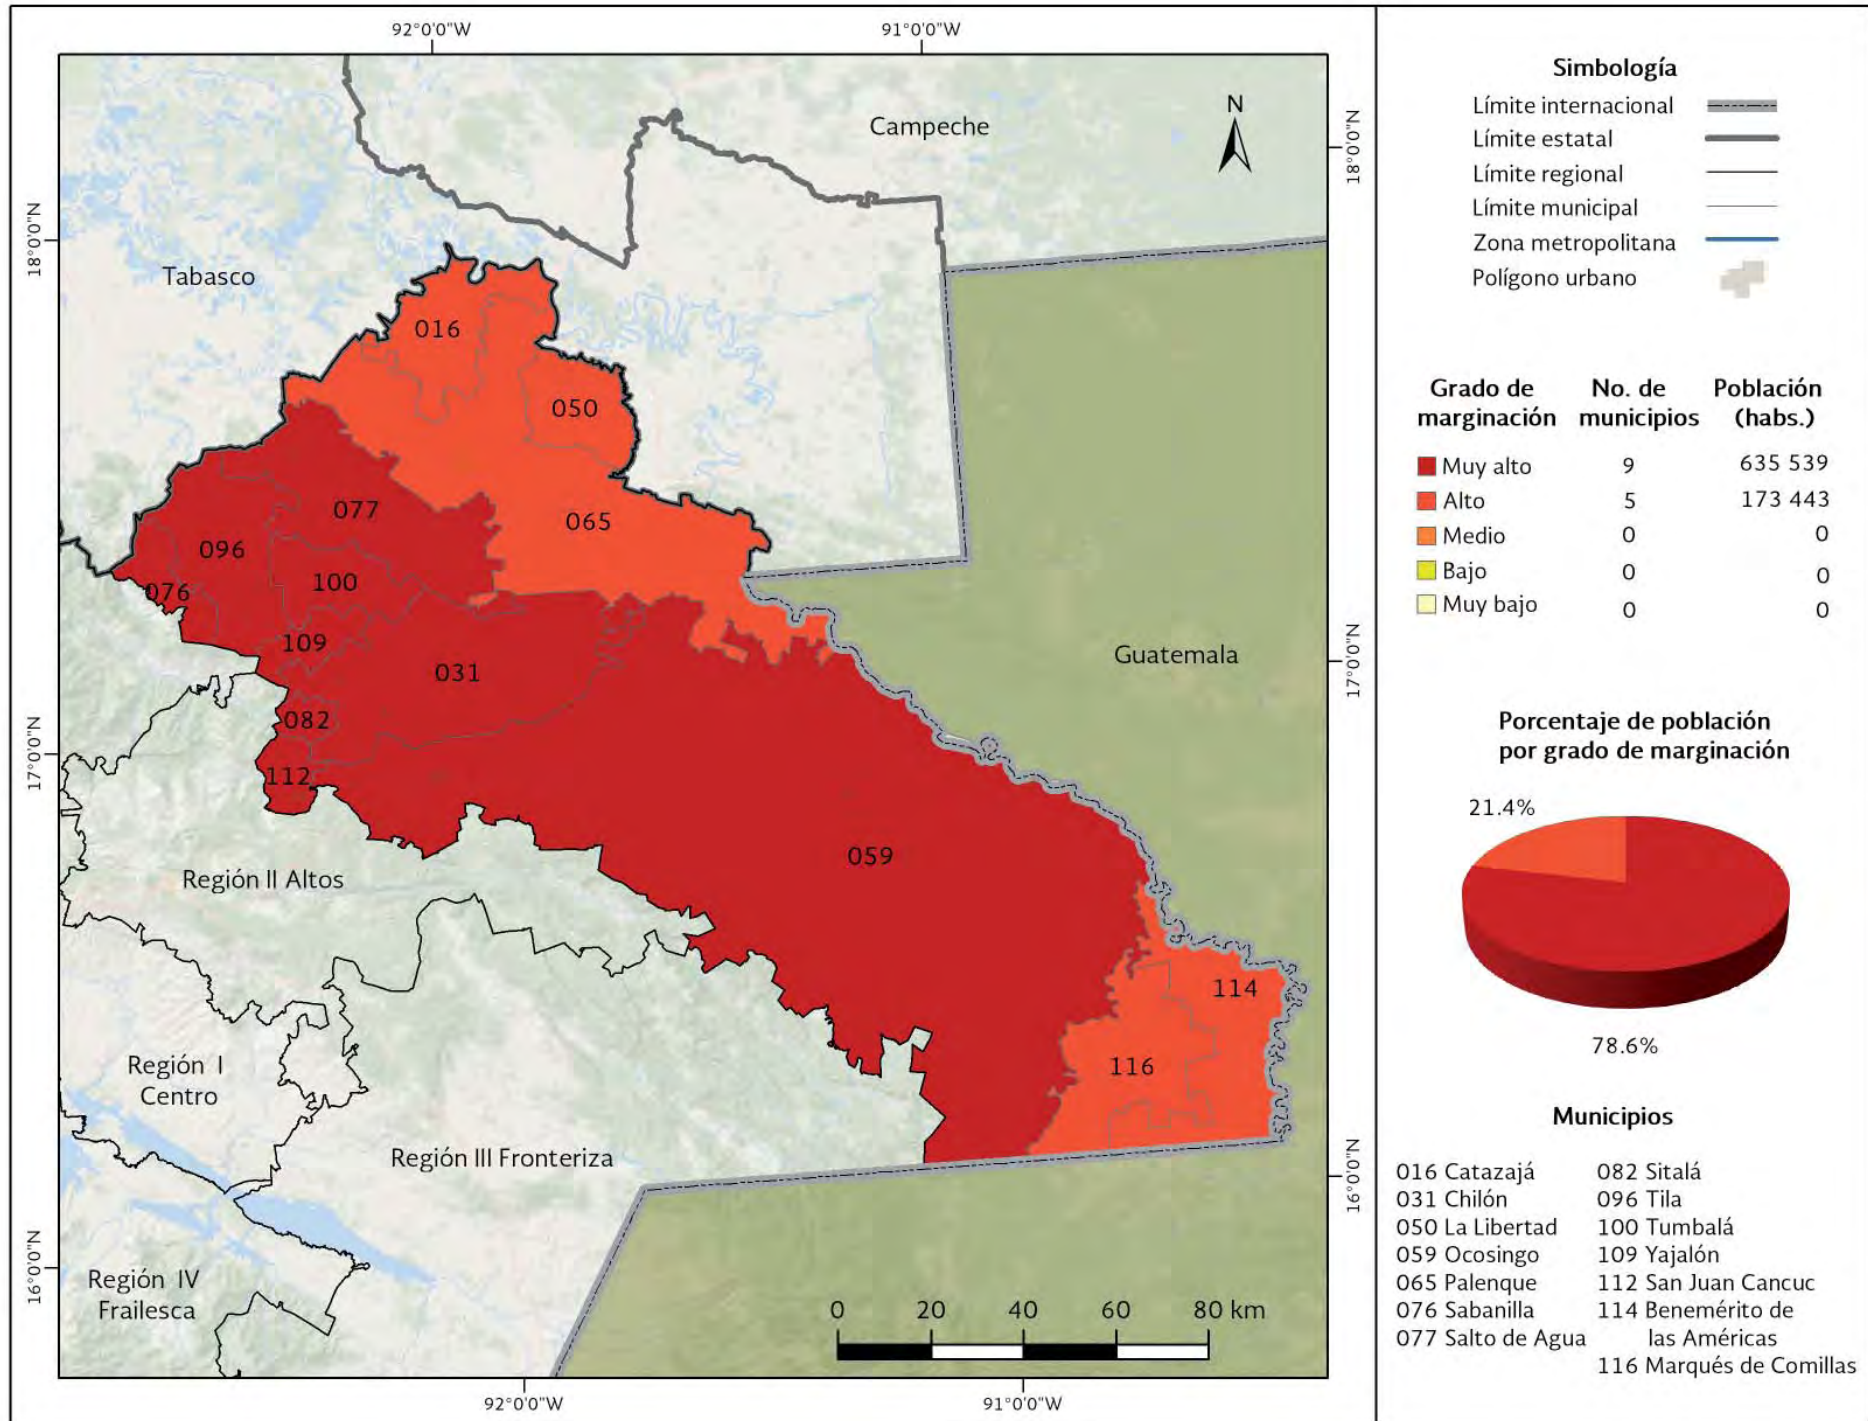 92°0'0"W
91°0'0"W
18°0'0"N
17°0'0"N
16°0'0"N
18°0'0"N
17°0'0"N
16°0'0"N
92°0'0"W
91°0'0"W
N
Campeche
Tabasco
Guatemala
016
050
065
077
096
100
076
109
031
082
112
059
114
116
Región II Altos
Región I
Centro
Región III Fronteriza
Región IV
Frailesca
0 20 40 60 80 km
Simbología
Límite internacional
Límite estatal
Límite regional
Límite municipal
Zona metropolitana
Polígono urbano
Grado de marginación No. de municipios Población (habs.)
Muy alto 9 635 539
Alto 5 173 443
Medio 0 0
Bajo 0 0
Muy bajo 0 0
Porcentaje de población
por grado de marginación
21.4%
78.6%
Municipios
016 Catazajá
031 Chilón
050 La Libertad
059 Ocosingo
065 Palenque
076 Sabanilla
077 Salto de Agua
082 Sitalá
096 Tila
100 Tumbalá
109 Yajalón
112 San Juan Cancuc
114 Benemérito de
las Américas
116 Marqués de Comillas